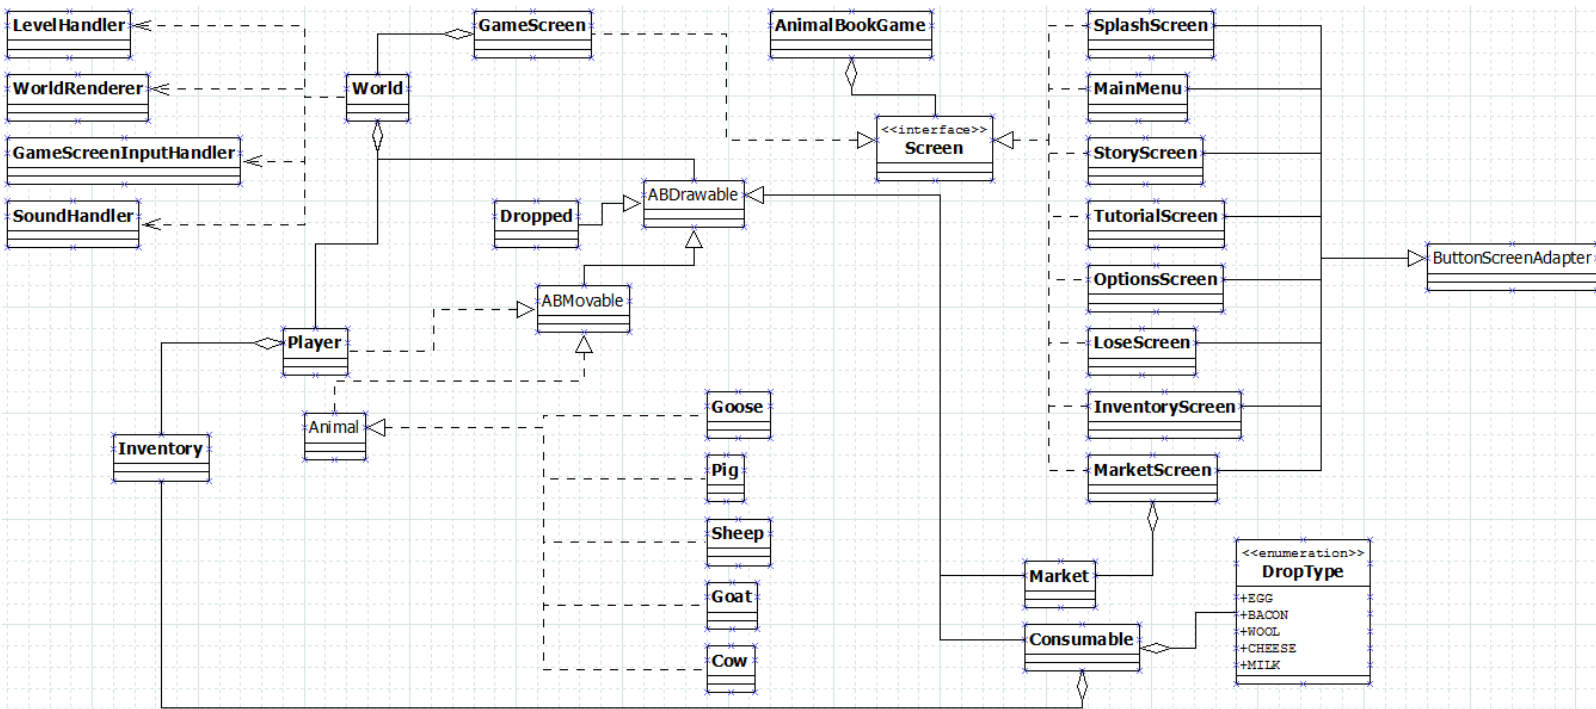 LevelHandler
GameScreen
AnimalBookGame
SplashScreen
WorldRenderer
World
MainMenu
<<interface>>
Screen
GameScreenInputHandler
StoryScreen
ABDrawable
SoundHandler
Dropped
TutorialScreen
ButtonScreenAdapter
OptionsScreen
ABMovable
Player
LoseScreen
Goose
InventoryScreen
Animal
Inventory
Pig
MarketScreen
Sheep
<<enumeration>>
DropType
Market
Goat
+EGG
+BACON
+WOOL
+CHEESE
+MILK
Consumable
Cow